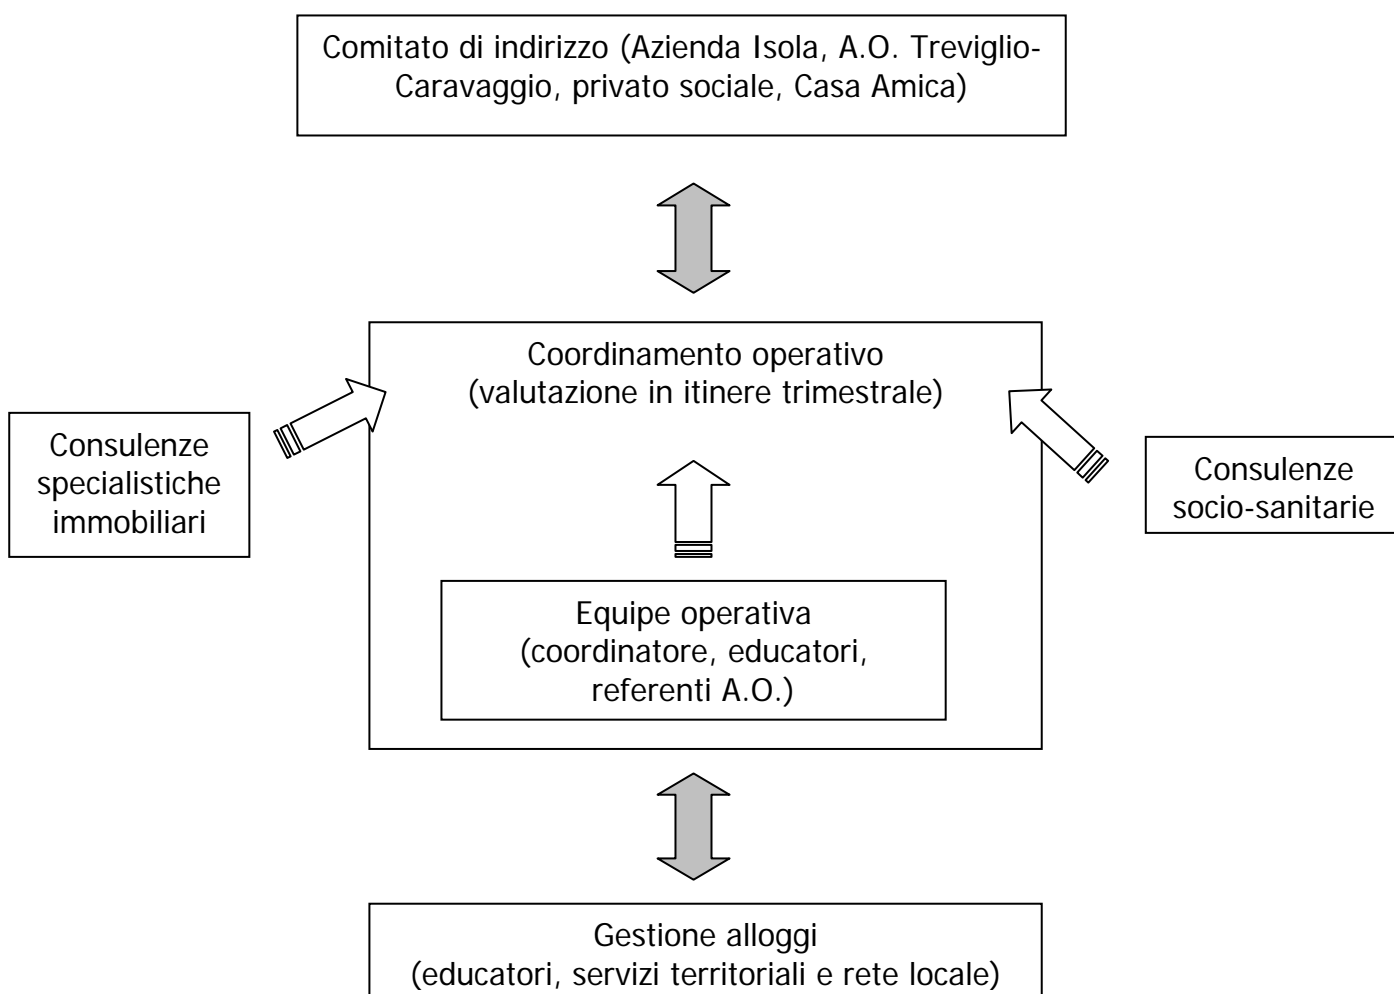 Comitato di indirizzo (Azienda Isola, A.O. Treviglio-
Caravaggio, privato sociale, Casa Amica)
Coordinamento operativo
(valutazione in itinere trimestrale)
Consulenze
specialistiche
immobiliari
Consulenze
socio-sanitarie
Equipe operativa
(coordinatore, educatori,
referenti A.O.)
Gestione alloggi
(educatori, servizi territoriali e rete locale)